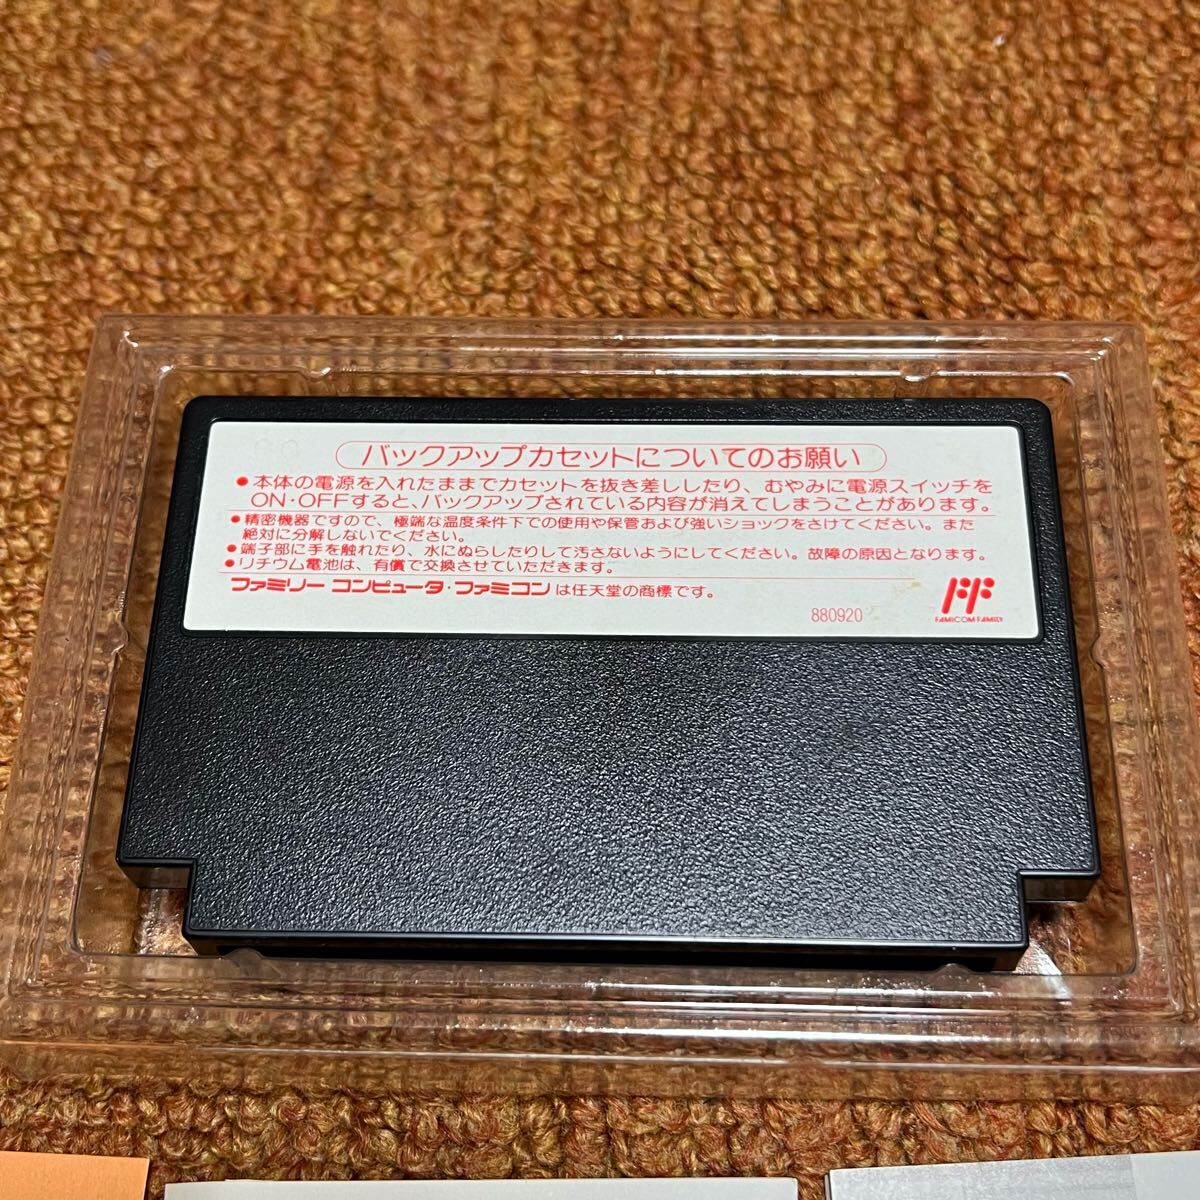 バックアップカセットについてのお願い
●本体の電源を入れたままでカセットを抜き差ししたり、むやみに電源スイッチを
ON・OFFすると、バックアップされている内容が消えてしまうことがあります。
●精密機器ですので、極端な温度条件下での使用や保管および強いショックをさけてください。また
絶対に分解しないでください。
●端子部に手を触れたり、水にぬらしたりして汚さないようにしてください。故障の原因となります。
●リチウム電池は、有償で交換させていただきます。
ファミリー コンピュータ・ファミコンは任天堂の商標です。
880920
FAMICOM FAMILY